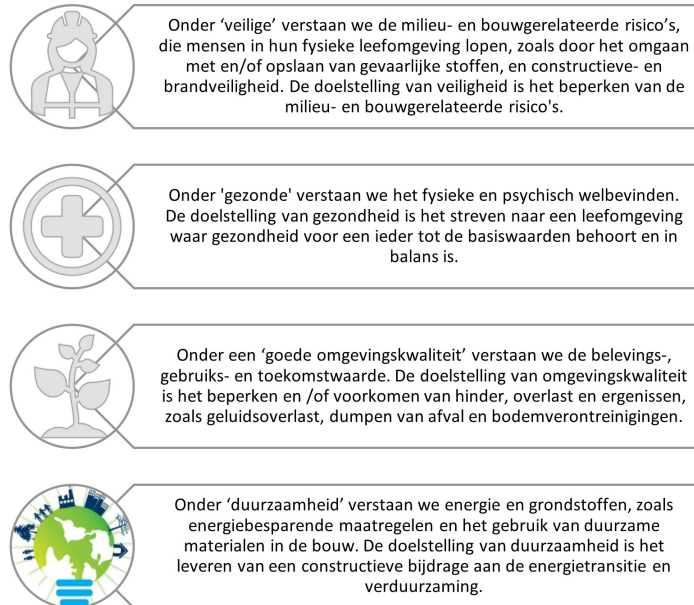 Onder ‘veilige’ verstaan we de milieu- en bouwgerelateerde risico’s,
die mensen in hun fysieke leefomgeving lopen, zoals door het omgaan
met en/of opslaan van gevaarlijke stoffen, en constructieve- en
brandveiligheid. De doelstelling van veiligheid is het beperken van de
milieu- en bouwgerelateerde risico's.
Onder 'gezonde' verstaan we het fysieke en psychisch welbevinden.
De doelstelling van gezondheid is het streven naar een leefomgeving
waar gezondheid voor een ieder tot de basiswaarden behoort en in
balans is.
Onder een ‘goede omgevingskwaliteit’ verstaan we de belevings-,
gebruiks- en toekomstwaarde. De doelstelling van omgevingskwaliteit
is het beperken en /of voorkomen van hinder, overlast en ergenissen,
zoals geluidsoverlast, dumpen van afval en bodemverontreinigingen.
Onder ‘duurzaamheid’ verstaan we energie en grondstoffen, zoals
energiebesparende maatregelen en het gebruik van duurzame
materialen in de bouw. De doelstelling van duurzaamheid is het
leveren van een constructieve bijdrage aan de energietransitie en
verduurzaming.